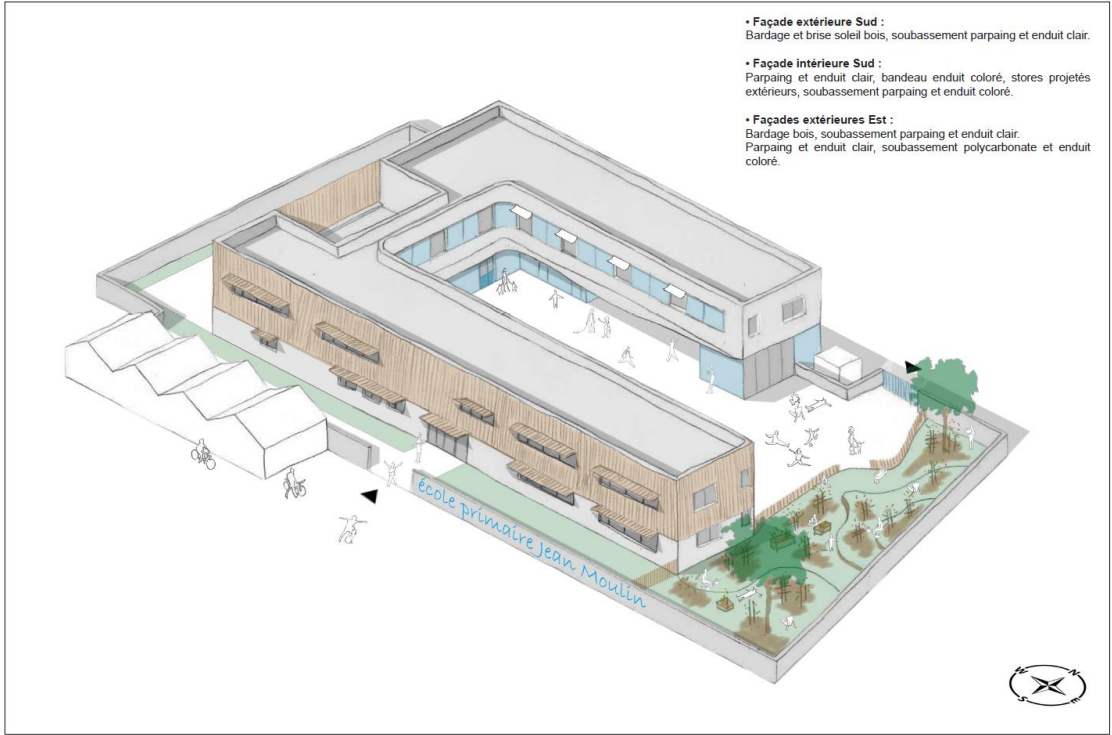 • Façade extérieure Sud :
Bardage et brise soleil bois, soubassement parpaing et enduit clair.
• Façade intérieure Sud :
Parpaing et enduit clair, bandeau enduit coloré, stores projetés
extérieurs, soubassement parpaing et enduit coloré.
• Façades extérieures Est :
Bardage bois, soubassement parpaing et enduit clair.
Parpaing et enduit clair, soubassement polycarbonate et enduit
coloré.
école primaire Jean Moulin
W N
S E